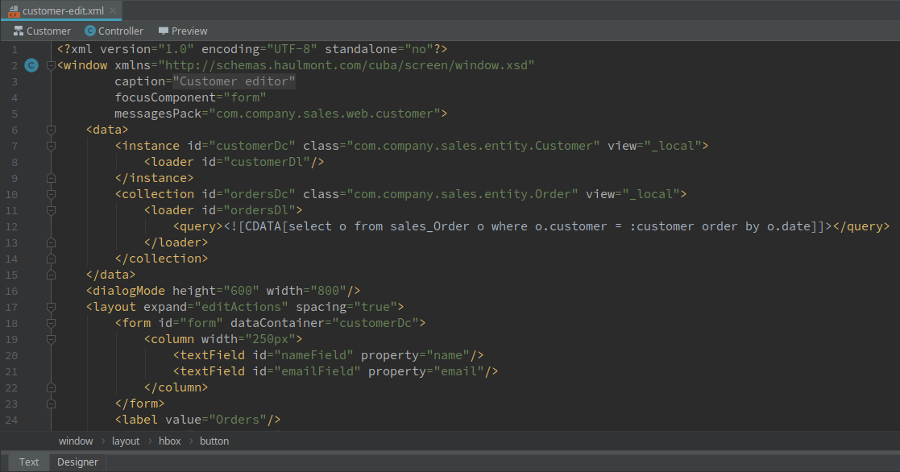 customer-edit.xml
Customer Controller Preview
1 <?xml version="1.0" encoding="UTF-8" standalone="no"?>
2 C <window xmlns="http://schemas.haulmont.com/cuba/screen/window.xsd"
3 caption="Customer editor"
4 focusComponent="form"
5 messagesPack="com.company.sales.web.customer">
6 <data>
7 <instance id="customerDc" class="com.company.sales.entity.Customer" view="_local">
8 <loader id="customerDl"/>
9 </instance>
10 <collection id="ordersDc" class="com.company.sales.entity.Order" view="_local">
11 <loader id="ordersDl">
12 <query><![CDATA[select o from sales_Order o where o.customer = :customer order by o.date]]></query>
13 </loader>
14 </collection>
15 </data>
16 <dialogMode height="600" width="800"/>
17 <layout expand="editActions" spacing="true">
18 <form id="form" dataContainer="customerDc">
19 <column width="250px">
20 <textField id="nameField" property="name"/>
21 <textField id="emailField" property="email"/>
22 </column>
23 </form>
24 <label value="Orders"/>
window › layout › hbox › button
Text Designer